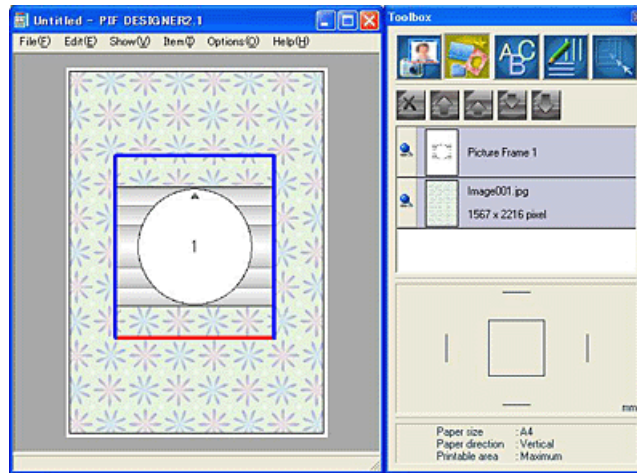 Untitled - PIF DESIGNER2.1
File(F) Edit(E) Show(V) Item(I) Options(O) Help(H)
1
Toolbox
ABC
Picture Frame 1
Image001.jpg
1567 x 2216 pixel
mm
Paper size : A4
Paper direction : Vertical
Printable area : Maximum